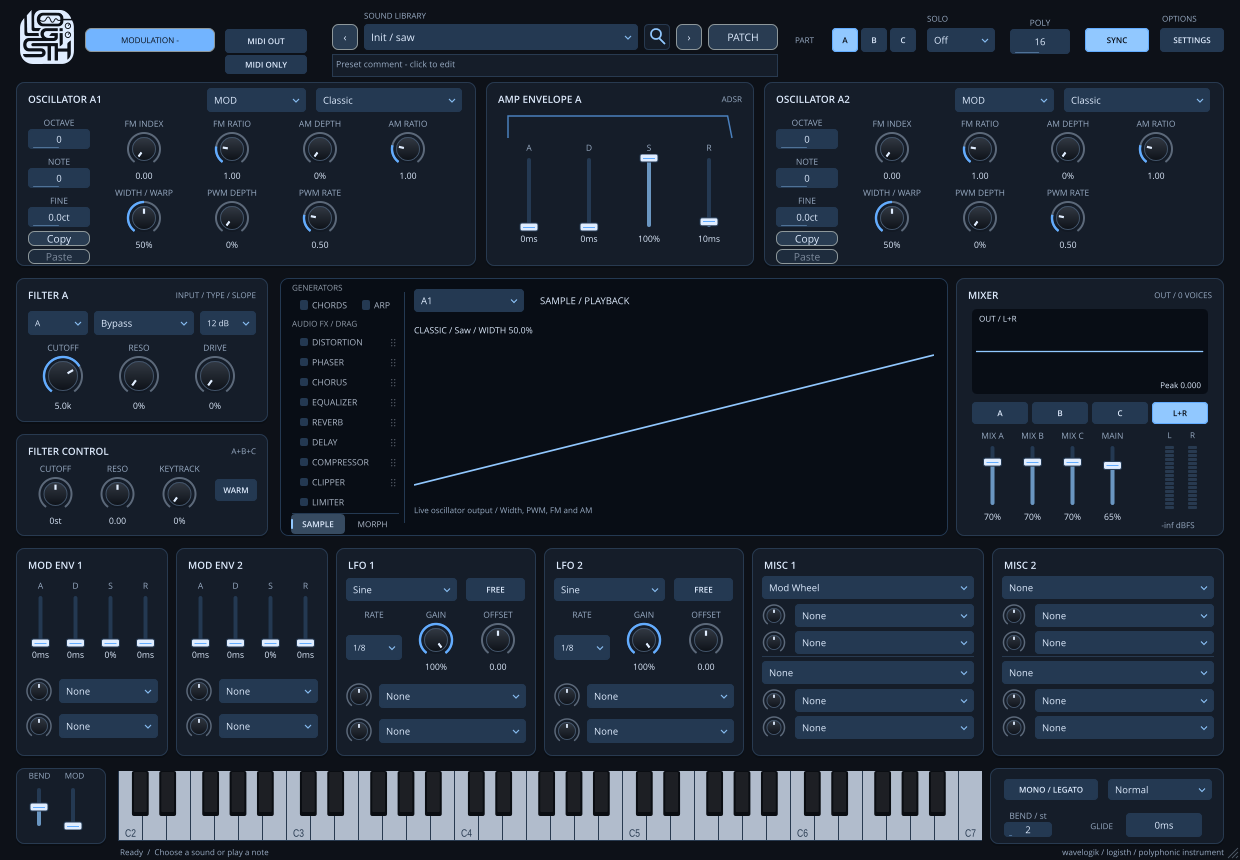 LOGISTH
MODULATION -
MIDI OUT
MIDI ONLY
SOUND LIBRARY
‹ Init / saw › PATCH
Preset comment - click to edit
PART A B C
SOLO
Off
POLY
16
SYNC
OPTIONS
SETTINGS
OSCILLATOR A1 MOD Classic
OCTAVE FM INDEX FM RATIO AM DEPTH AM RATIO
0
NOTE 0.00 1.00 0% 1.00
0
WIDTH / WARP PWM DEPTH PWM RATE
FINE
0.0ct
Copy 50% 0% 0.50
Paste
AMP ENVELOPE A ADSR
A D S R
0ms 0ms 100% 10ms
OSCILLATOR A2 MOD Classic
OCTAVE FM INDEX FM RATIO AM DEPTH AM RATIO
0
NOTE 0.00 1.00 0% 1.00
0
WIDTH / WARP PWM DEPTH PWM RATE
FINE
0.0ct
Copy 50% 0% 0.50
Paste
FILTER A INPUT / TYPE / SLOPE
A Bypass 12 dB
CUTOFF RESO DRIVE
5.0k 0% 0%
FILTER CONTROL A+B+C
CUTOFF RESO KEYTRACK
WARM
0st 0.00 0%
GENERATORS
CHORDS ARP
AUDIO FX / DRAG
DISTORTION
PHASER
CHORUS
EQUALIZER
REVERB
DELAY
COMPRESSOR
CLIPPER
LIMITER
SAMPLE MORPH
A1 SAMPLE / PLAYBACK
CLASSIC / Saw / WIDTH 50.0%
Live oscillator output / Width, PWM, FM and AM
MIXER OUT / 0 VOICES
OUT / L+R
Peak 0.000
A B C L+R
MIX A MIX B MIX C MAIN L R
70% 70% 70% 65%
-inf dBFS
MOD ENV 1
A D S R
0ms 0ms 0% 0ms
None
None
MOD ENV 2
A D S R
0ms 0ms 0% 0ms
None
None
LFO 1
Sine FREE
RATE GAIN OFFSET
1/8
100% 0.00
None
None
LFO 2
Sine FREE
RATE GAIN OFFSET
1/8
100% 0.00
None
None
MISC 1
Mod Wheel
None
None
None
None
None
MISC 2
None
None
None
None
None
None
BEND MOD
C2 C3 C4 C5 C6 C7
MONO / LEGATO Normal
BEND / st
2 GLIDE 0ms
Ready / Choose a sound or play a note
wavelogik / logisth / polyphonic instrument